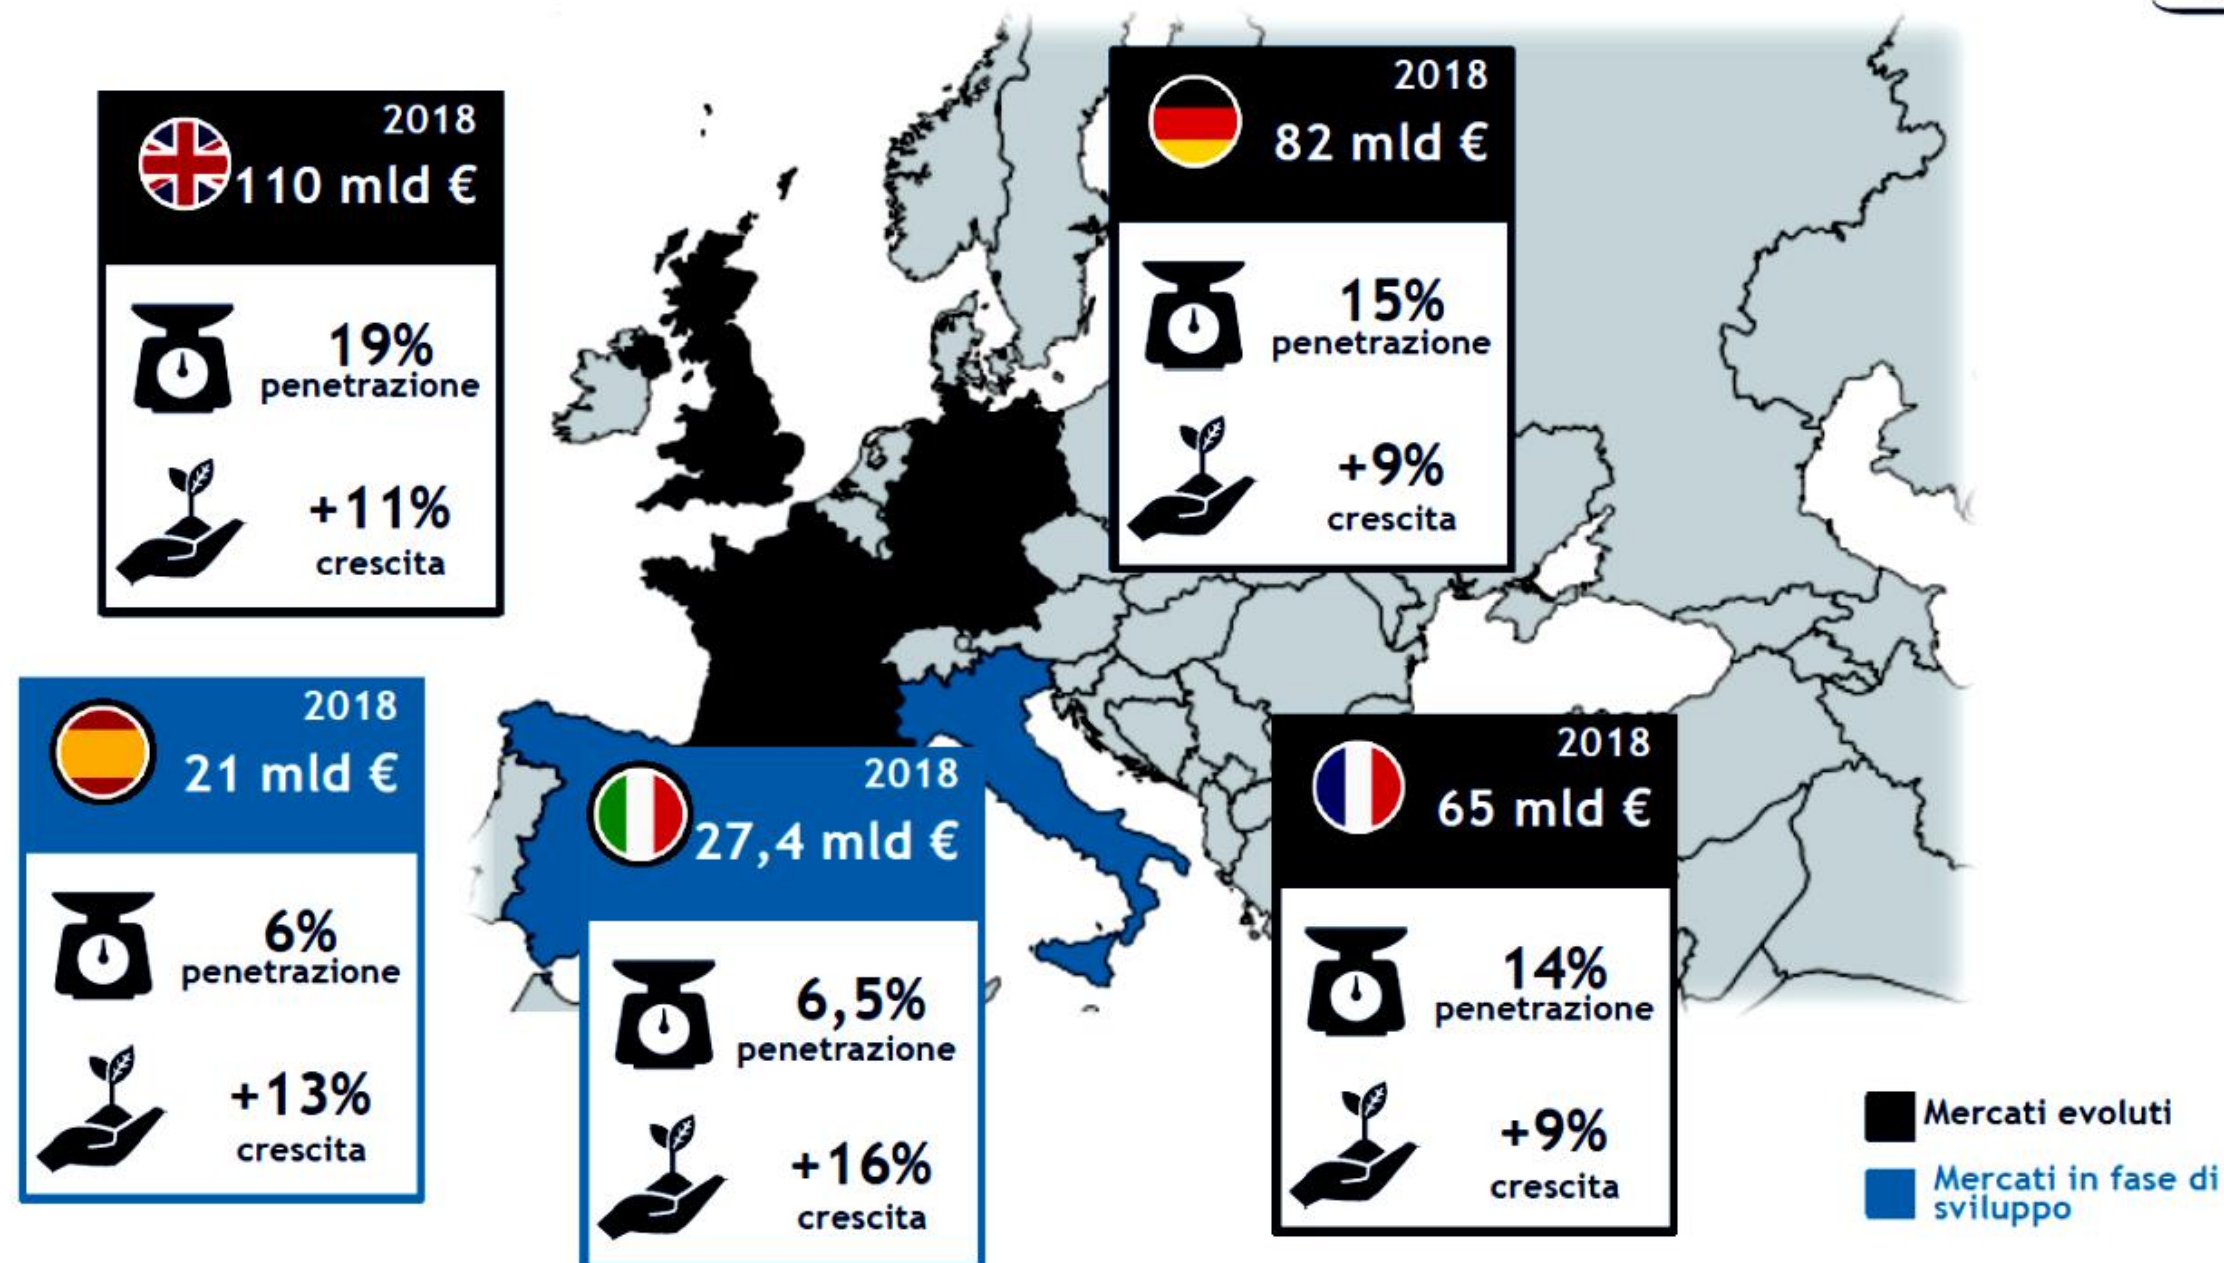 2018
110 mld €
19%
penetrazione
+11%
crescita
2018
82 mld €
15%
penetrazione
+9%
crescita
2018
21 mld €
6%
penetrazione
+13%
crescita
2018
27,4 mld €
6,5%
penetrazione
+16%
crescita
2018
65 mld €
14%
penetrazione
+9%
crescita
Mercati evoluti
Mercati in fase di
sviluppo